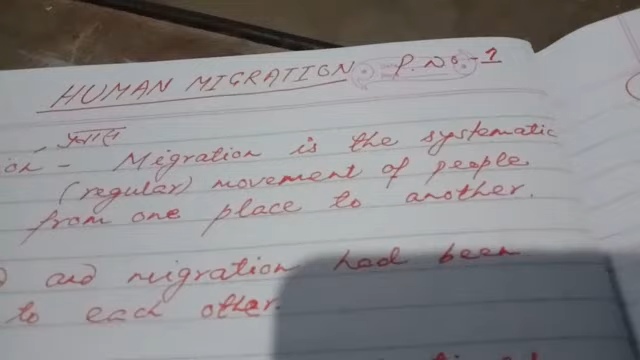 HUMAN MIGRATION P. No - 1
ion - Migration is the systematic
(regular) movement of people
from one place to another.
and migration had been
to each other.